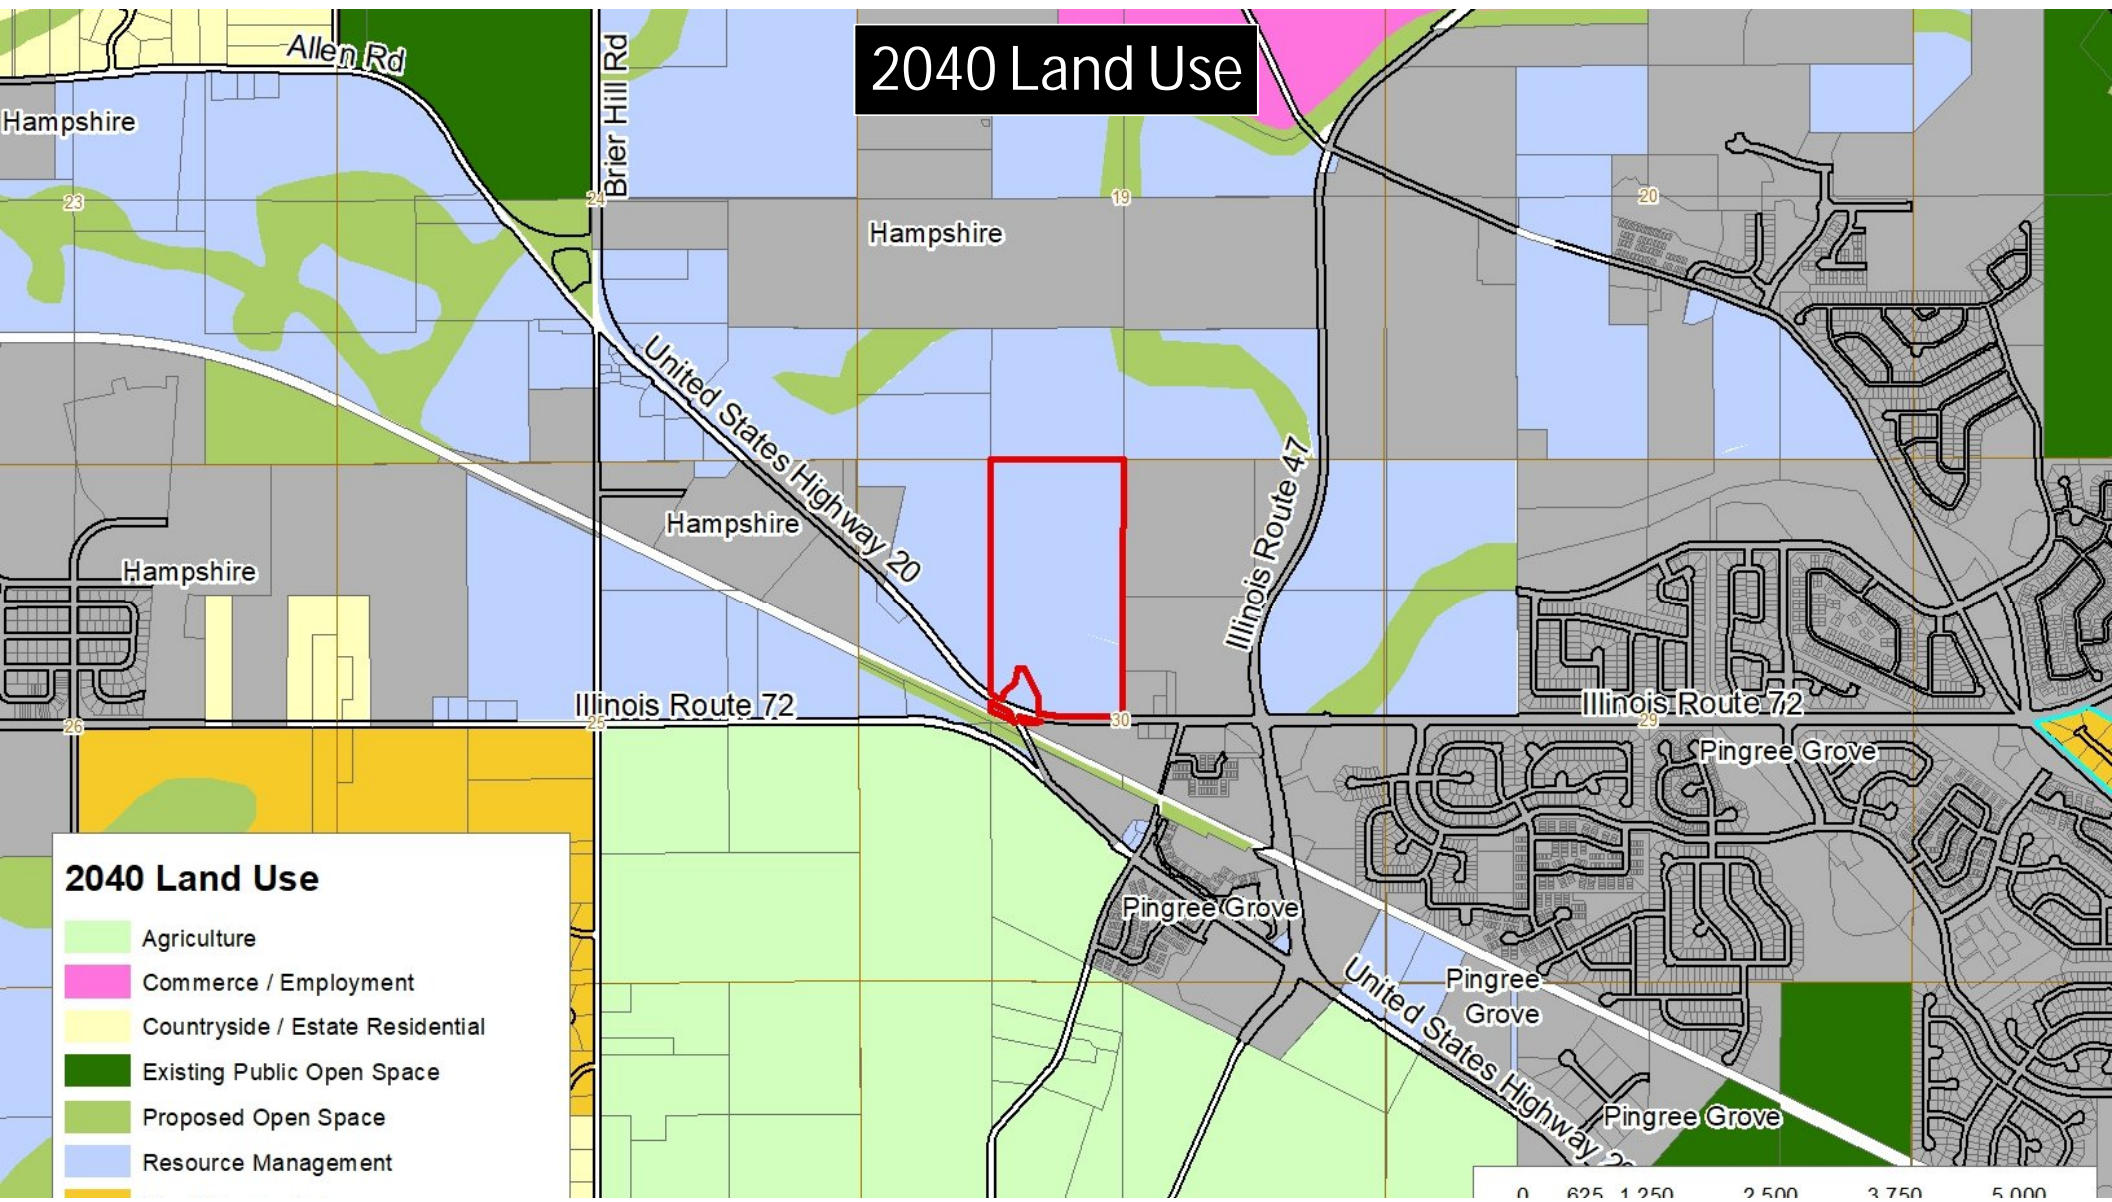 2040 Land Use
Allen Rd
Brier Hill Rd
Hampshire
23
24
19
20
Hampshire
United States Highway 20
Illinois Route 47
Hampshire
Hampshire
Illinois Route 72
Illinois Route 72
26
25
30
29
Pingree Grove
Pingree Grove
United States Highway
Pingree
Grove
Pingree Grove
2040 Land Use
Agriculture
Commerce / Employment
Countryside / Estate Residential
Existing Public Open Space
Proposed Open Space
Resource Management
0 625 1,250 2,500 3,750 5,000